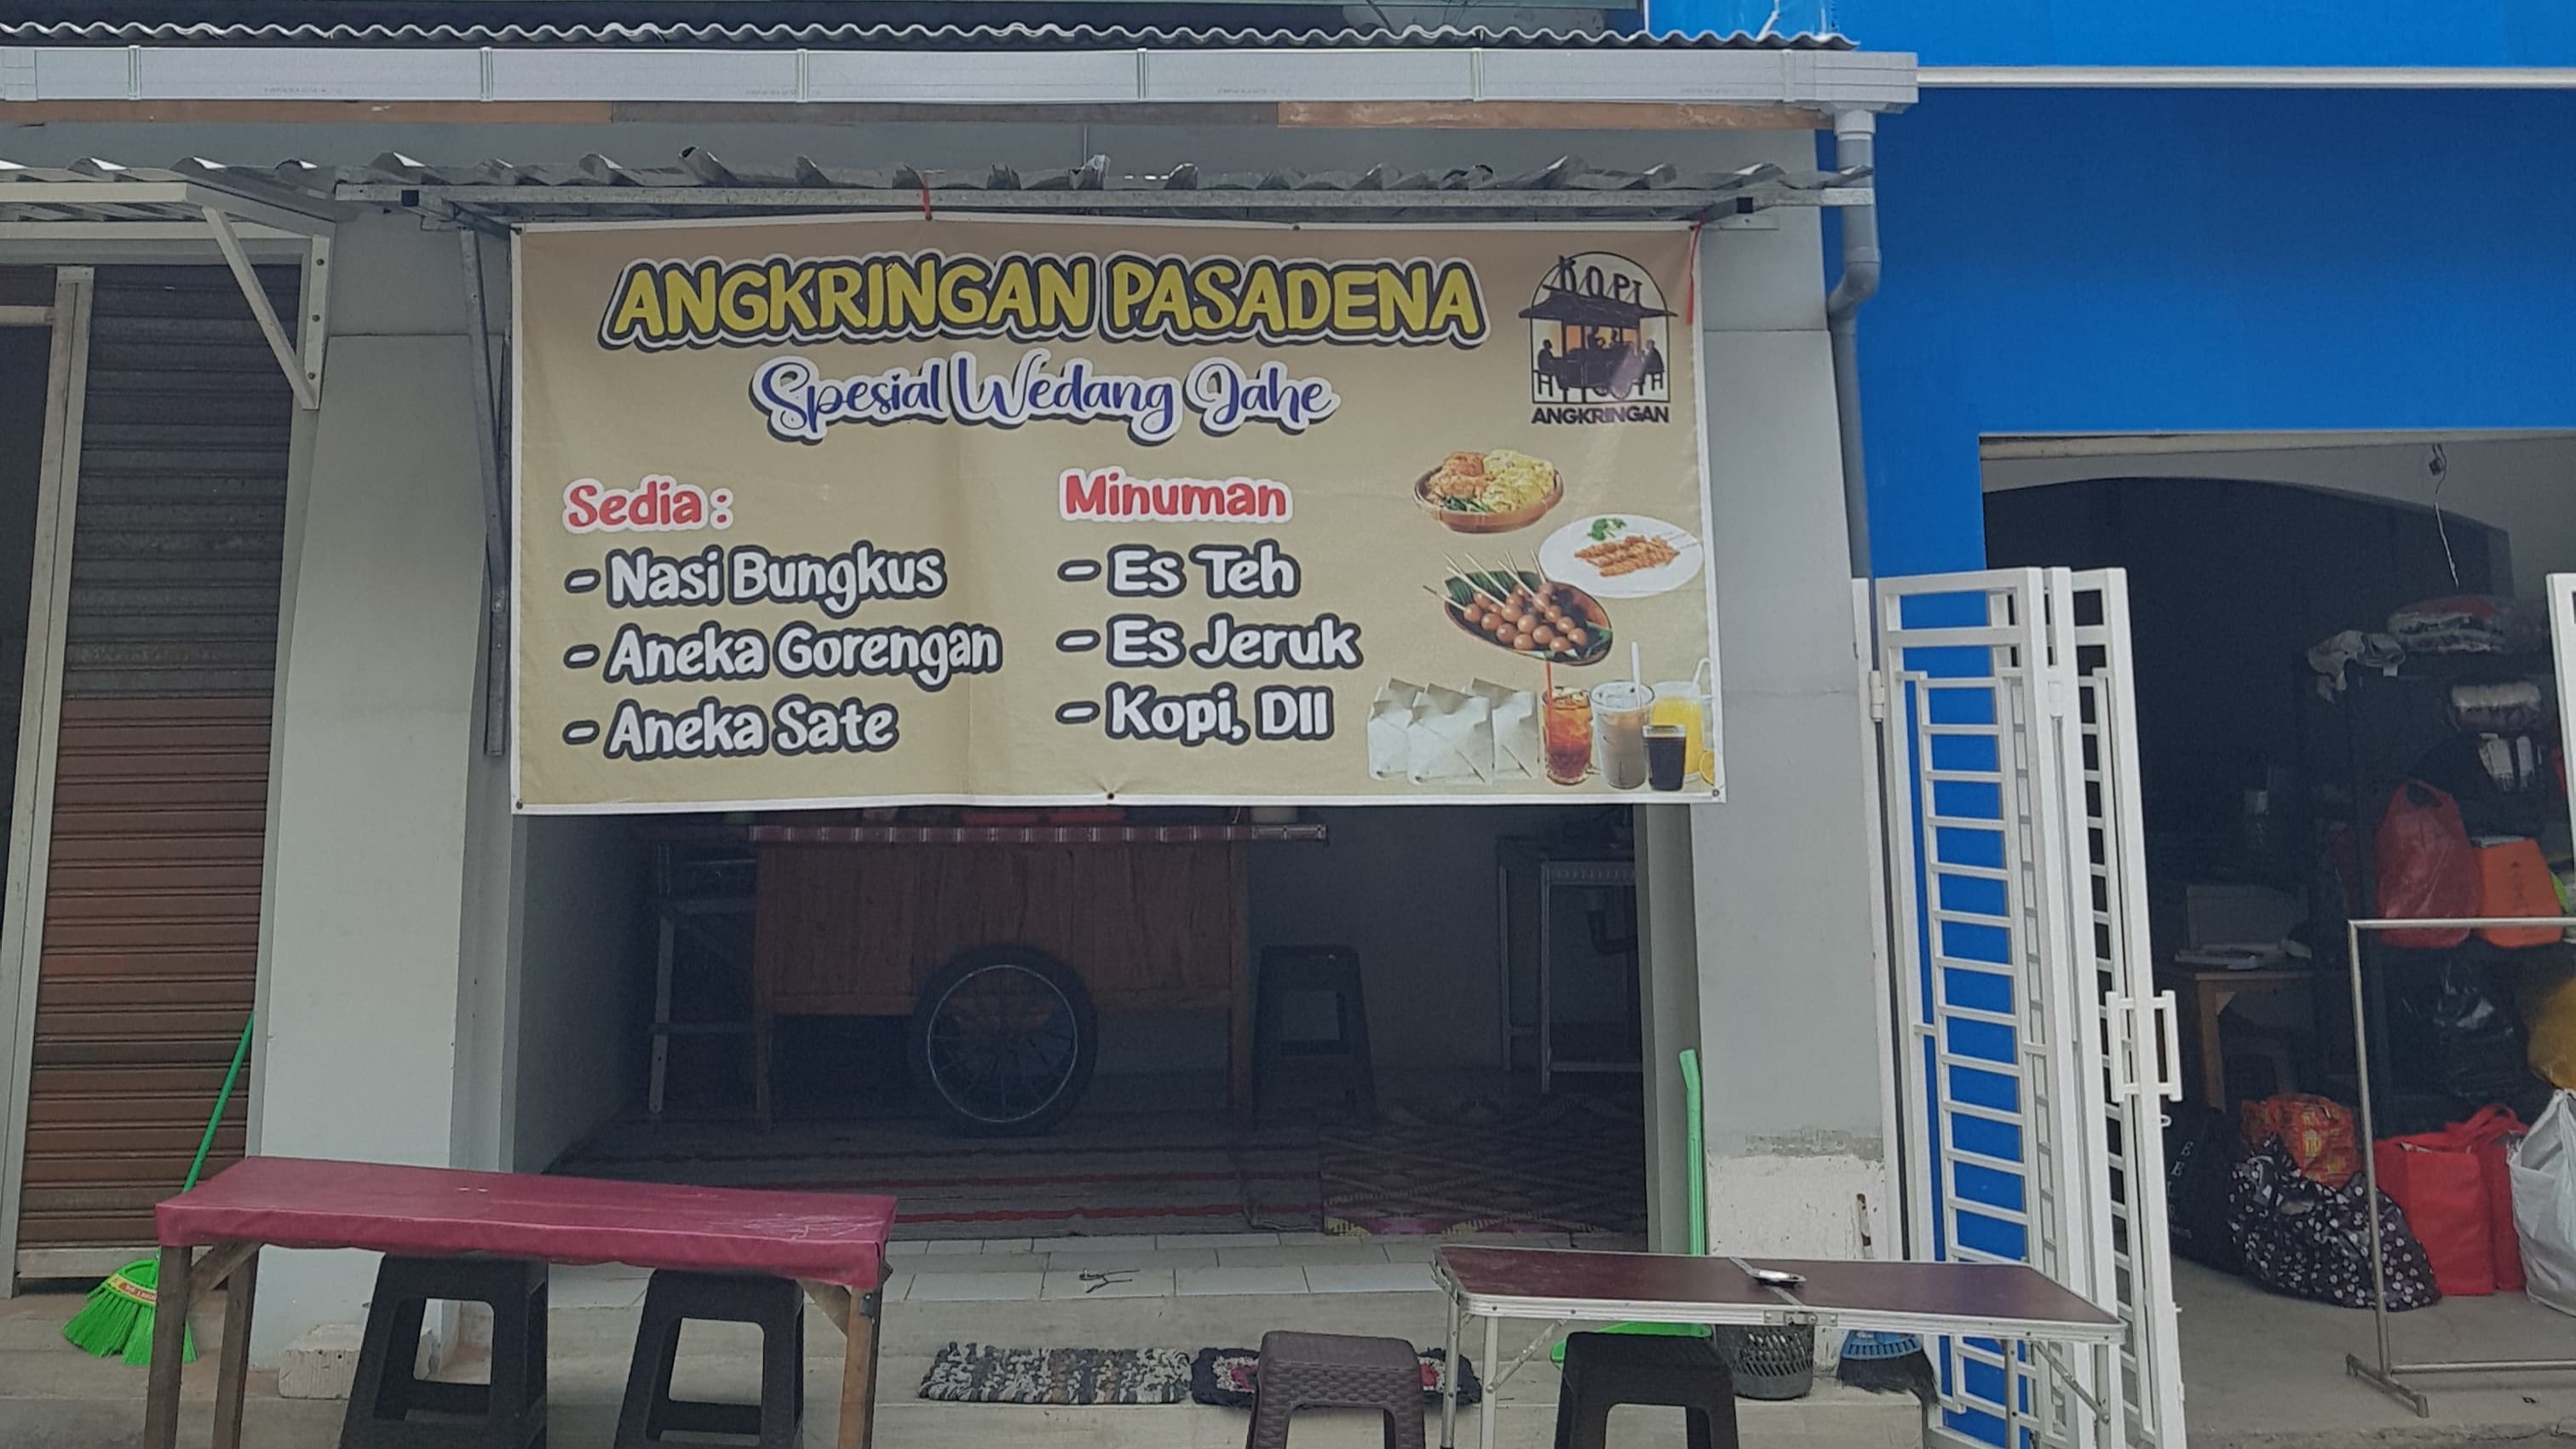 ANGKRINGAN PASADENA
Spesial Wedang Jahe
KOPI
ANGKRINGAN
Sedia :
- Nasi Bungkus
- Aneka Gorengan
- Aneka Sate
Minuman
- Es Teh
- Es Jeruk
- Kopi, Dll